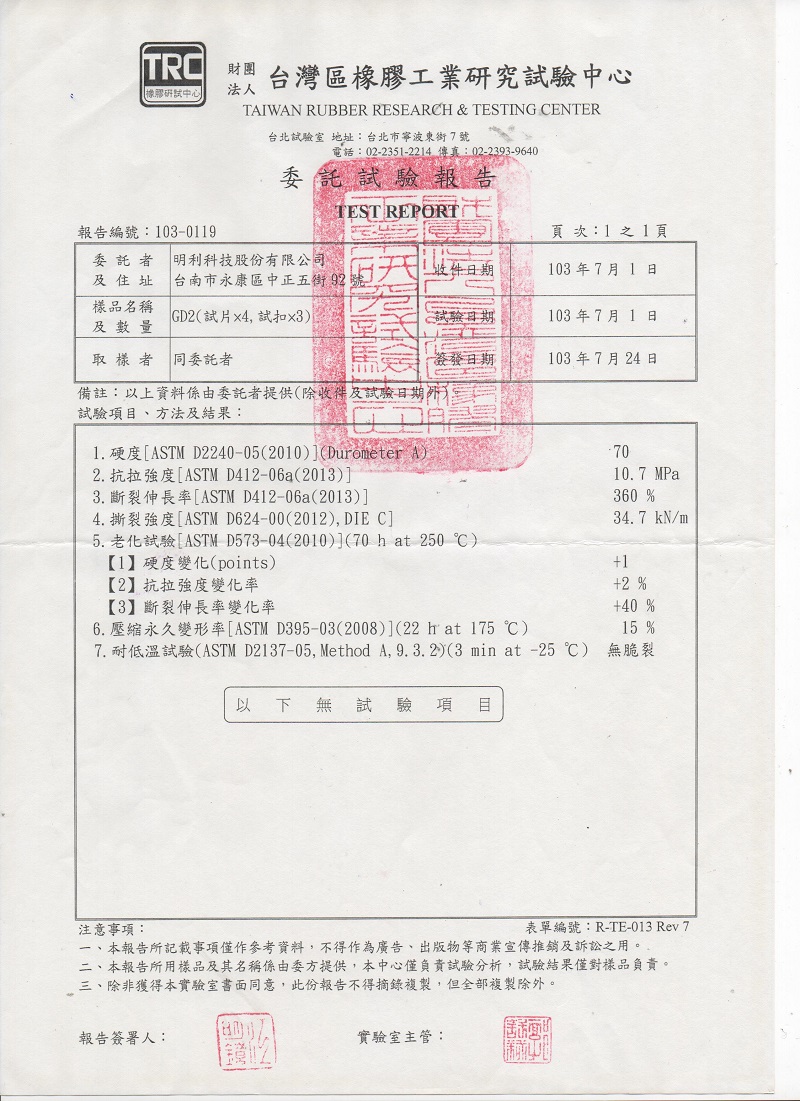 TRC
橡膠研試中心
財團法人 台灣區橡膠工業研究試驗中心
TAIWAN RUBBER RESEARCH & TESTING CENTER
台北試驗室 地址：台北市寧波東街7號
電話：02-2351-2214 傳真：02-2393-9640
委託試驗報告
TEST REPORT
報告編號：103-0119 頁次：1 之 1 頁
委託者及住址 明利科技股份有限公司 台南市永康區中正五街92號 收件日期 103年7月1日
樣品名稱及數量 GD2(試片×4,試扣×3) 試驗日期 103年7月1日
取樣者 同委託者 簽發日期 103年7月24日
備註：以上資料係由委託者提供(除收件及試驗日期外)。
試驗項目、方法及結果：
1.硬度[ASTM D2240-05(2010)](Durometer A) 70
2.抗拉強度[ASTM D412-06a(2013)] 10.7 MPa
3.斷裂伸長率[ASTM D412-06a(2013)] 360 %
4.撕裂強度[ASTM D624-00(2012),DIE C] 34.7 kN/m
5.老化試驗[ASTM D573-04(2010)](70 h at 250 ℃)
【1】硬度變化(points) +1
【2】抗拉強度變化率 +2 %
【3】斷裂伸長率變化率 +40 %
6.壓縮永久變形率[ASTM D395-03(2008)](22 h at 175 ℃) 15 %
7.耐低溫試驗(ASTM D2137-05,Method A,9.3.2)(3 min at -25 ℃) 無脆裂
以下無試驗項目
注意事項： 表單編號：R-TE-013 Rev 7
一、本報告所記載事項僅作參考資料，不得作為廣告、出版物等商業宣傳推銷及訴訟之用。
二、本報告所用樣品及其名稱係由委方提供，本中心僅負責試驗分析，試驗結果僅對樣品負責。
三、除非獲得本實驗室書面同意，此份報告不得摘錄複製，但全部複製除外。
報告簽署人： 實驗室主管：